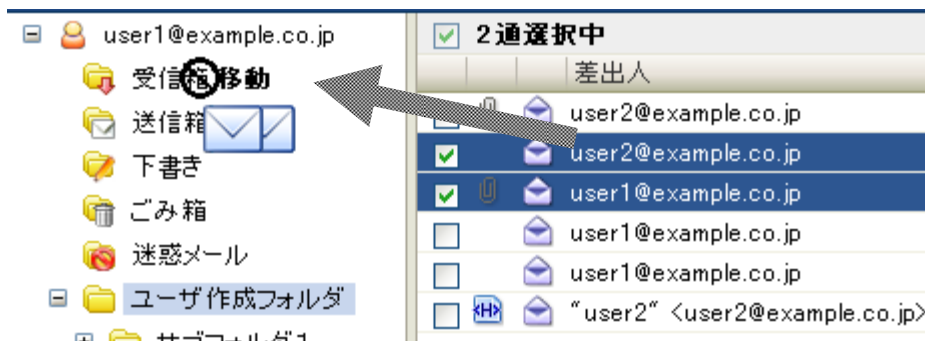 user1@example.co.jp
受信箱移動
送信箱
下書き
ごみ箱
迷惑メール
ユーザ作成フォルダ
2通選択中
差出人
user2@example.co.jp
user2@example.co.jp
user1@example.co.jp
user1@example.co.jp
user1@example.co.jp
"user2" <user2@example.co.jp>